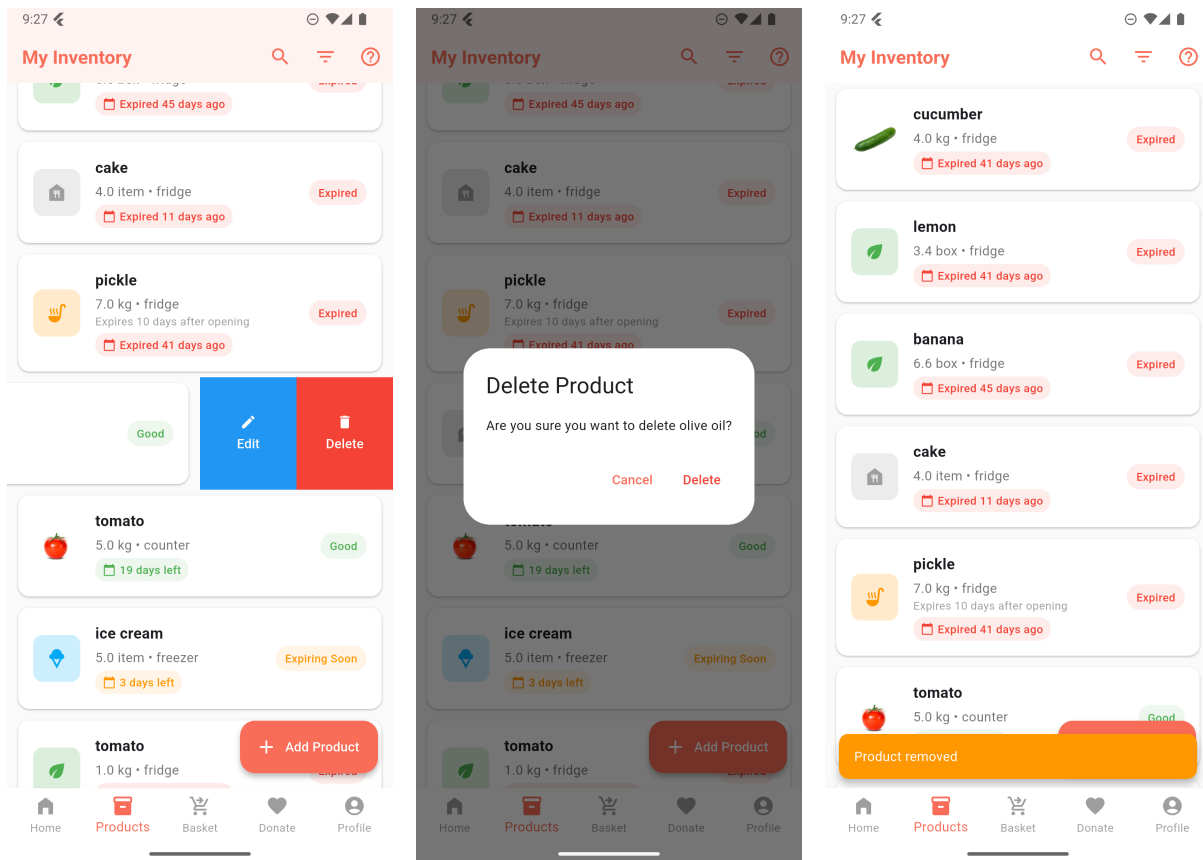 9:27
My Inventory
Expired
Expired 45 days ago
cake
4.0 item • fridge
Expired
Expired 11 days ago
pickle
7.0 kg • fridge
Expires 10 days after opening
Expired
Expired 41 days ago
Good
Edit
Delete
tomato
5.0 kg • counter
Good
19 days left
ice cream
5.0 item • freezer
Expiring Soon
3 days left
tomato
1.0 kg • fridge
Expired
Add Product
Home
Products
Basket
Donate
Profile
9:27
My Inventory
Expired
Expired 45 days ago
cake
4.0 item • fridge
Expired
Expired 11 days ago
pickle
7.0 kg • fridge
Expires 10 days after opening
Expired
Expired 41 days ago
Delete Product
Are you sure you want to delete olive oil?
Cancel
Delete
tomato
5.0 kg • counter
Good
19 days left
ice cream
5.0 item • freezer
Expiring Soon
3 days left
tomato
1.0 kg • fridge
Add Product
Home
Products
Basket
Donate
Profile
9:27
My Inventory
cucumber
4.0 kg • fridge
Expired
Expired 41 days ago
lemon
3.4 box • fridge
Expired
Expired 41 days ago
banana
6.6 box • fridge
Expired
Expired 45 days ago
cake
4.0 item • fridge
Expired
Expired 11 days ago
pickle
7.0 kg • fridge
Expires 10 days after opening
Expired
Expired 41 days ago
tomato
5.0 kg • counter
Good
Product removed
Home
Products
Basket
Donate
Profile